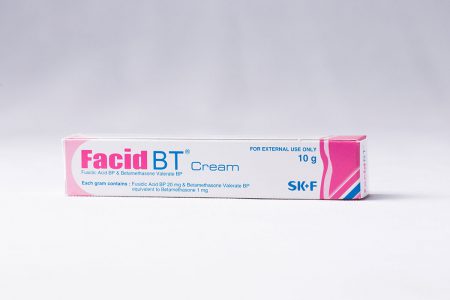 Facid BT® Cream
Fusidic Acid BP & Betamethasone Valerate BP
Each gram contains : Fusidic Acid BP 20 mg & Betamethasone Valerate BP
equivalent to Betamethasone 1 mg
FOR EXTERNAL USE ONLY
10 g
SK+F